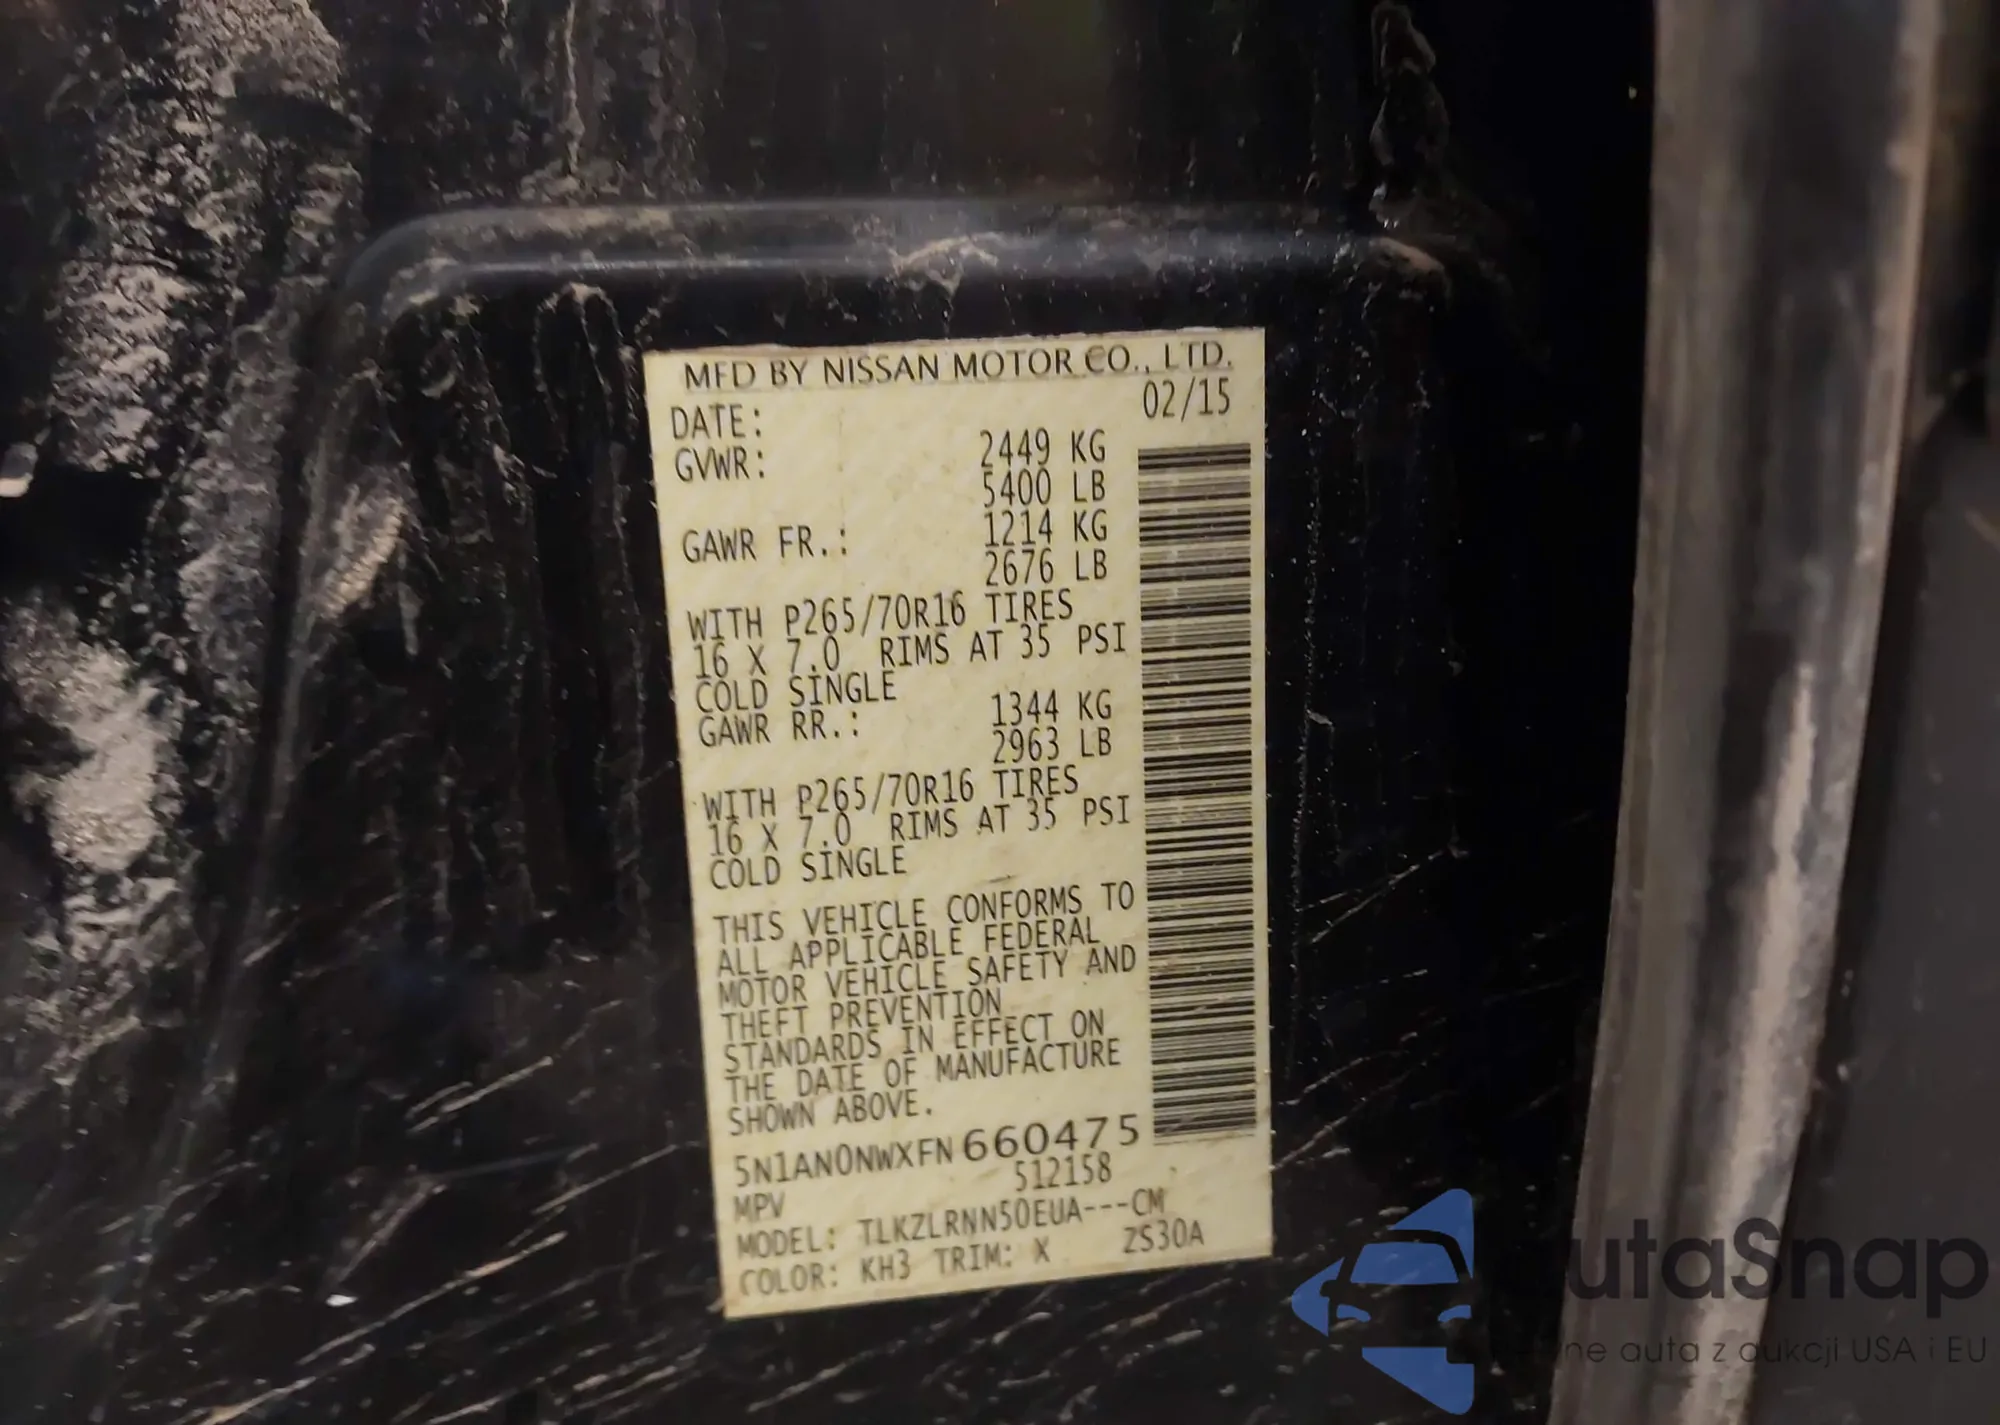 MFD BY NISSAN MOTOR CO., LTD.
DATE: 02/15
GVWR: 2449 KG
5400 LB
GAWR FR.: 1214 KG
2676 LB
WITH P265/70R16 TIRES
16 X 7.0 RIMS AT 35 PSI
COLD SINGLE
GAWR RR.: 1344 KG
2963 LB
WITH P265/70R16 TIRES
16 X 7.0 RIMS AT 35 PSI
COLD SINGLE
THIS VEHICLE CONFORMS TO
ALL APPLICABLE FEDERAL
MOTOR VEHICLE SAFETY AND
THEFT PREVENTION
STANDARDS IN EFFECT ON
THE DATE OF MANUFACTURE
SHOWN ABOVE.
5N1AN0NWXFN660475
MPV 512158
MODEL: TLKZLRNN50EUA---CM
COLOR: KH3 TRIM: X ZS30A
autaSnap
auta z aukcji USA i EU